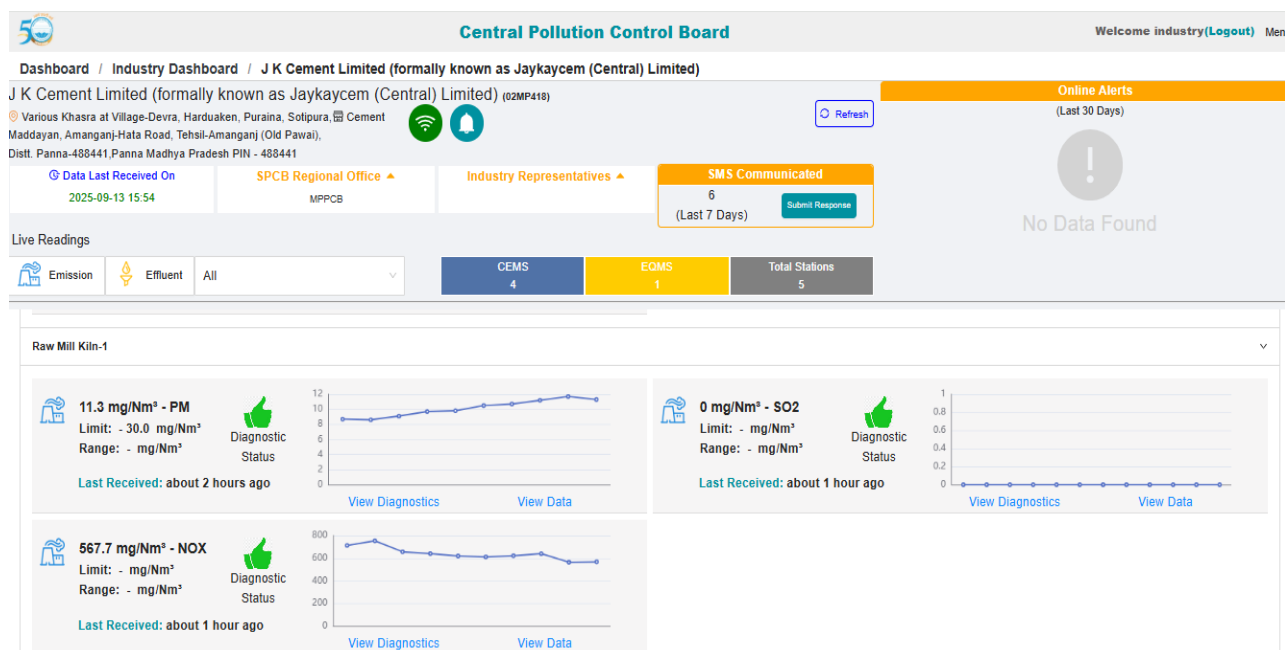 50
Central Pollution Control Board
Welcome industry(Logout) Men
Dashboard / Industry Dashboard / J K Cement Limited (formally known as Jaykaycem (Central) Limited)
J K Cement Limited (formally known as Jaykaycem (Central) Limited) (02MP418)
Various Khasra at Village-Devra, Harduaken, Puraina, Sotipura, Cement
Maddayan, Amanganj-Hata Road, Tehsil-
Amanganj (Old Pawai),
Distt. Panna-488441,Panna Madhya Pradesh PIN - 488441
Refresh
Online Alerts
(Last 30 Days)
No Data Found
Data Last Received On
2025-09-13 15:54
SPCB Regional Office
MPPCB
Industry Representatives
SMS Communicated
6
(Last 7 Days)
Submit Response
Live Readings
Emission
Effluent
All
CEMS
4
EQMS
1
Total Stations
5
Raw Mill Kiln-1
11.3 mg/Nm³ - PM
Limit: - 30.0 mg/Nm³
Range: - mg/Nm³
Last Received: about 2 hours ago
Diagnostic
Status
12
10
8
6
4
2
0
View Diagnostics View Data
0 mg/Nm³ - SO2
Limit: - mg/Nm³
Range: - mg/Nm³
Last Received: about 1 hour ago
Diagnostic
Status
1
0.8
0.6
0.4
0.2
0
View Diagnostics View Data
567.7 mg/Nm³ - NOX
Limit: - mg/Nm³
Range: - mg/Nm³
Last Received: about 1 hour ago
Diagnostic
Status
800
600
400
200
0
View Diagnostics View Data